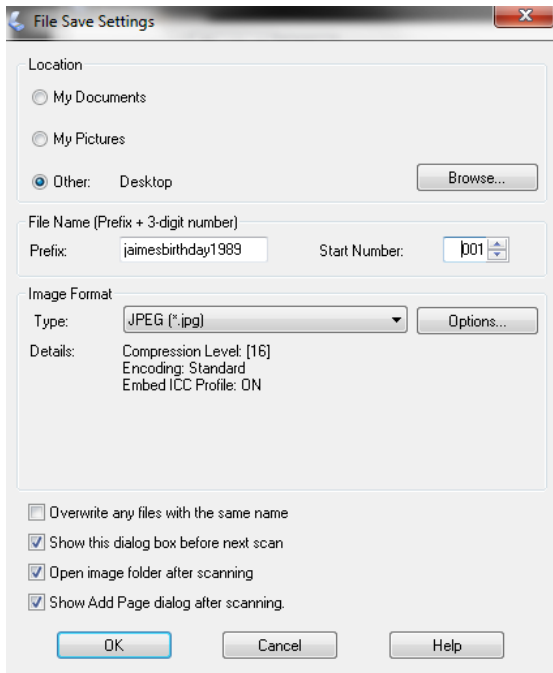 File Save Settings
Location
My Documents
My Pictures
Other: Desktop Browse...
File Name (Prefix + 3-digit number)
Prefix: jaimesbirthday1989 Start Number: 001
Image Format
Type: JPEG (*.jpg) Options...
Details: Compression Level: [16]
Encoding: Standard
Embed ICC Profile: ON
Overwrite any files with the same name
Show this dialog box before next scan
Open image folder after scanning
Show Add Page dialog after scanning.
OK Cancel Help